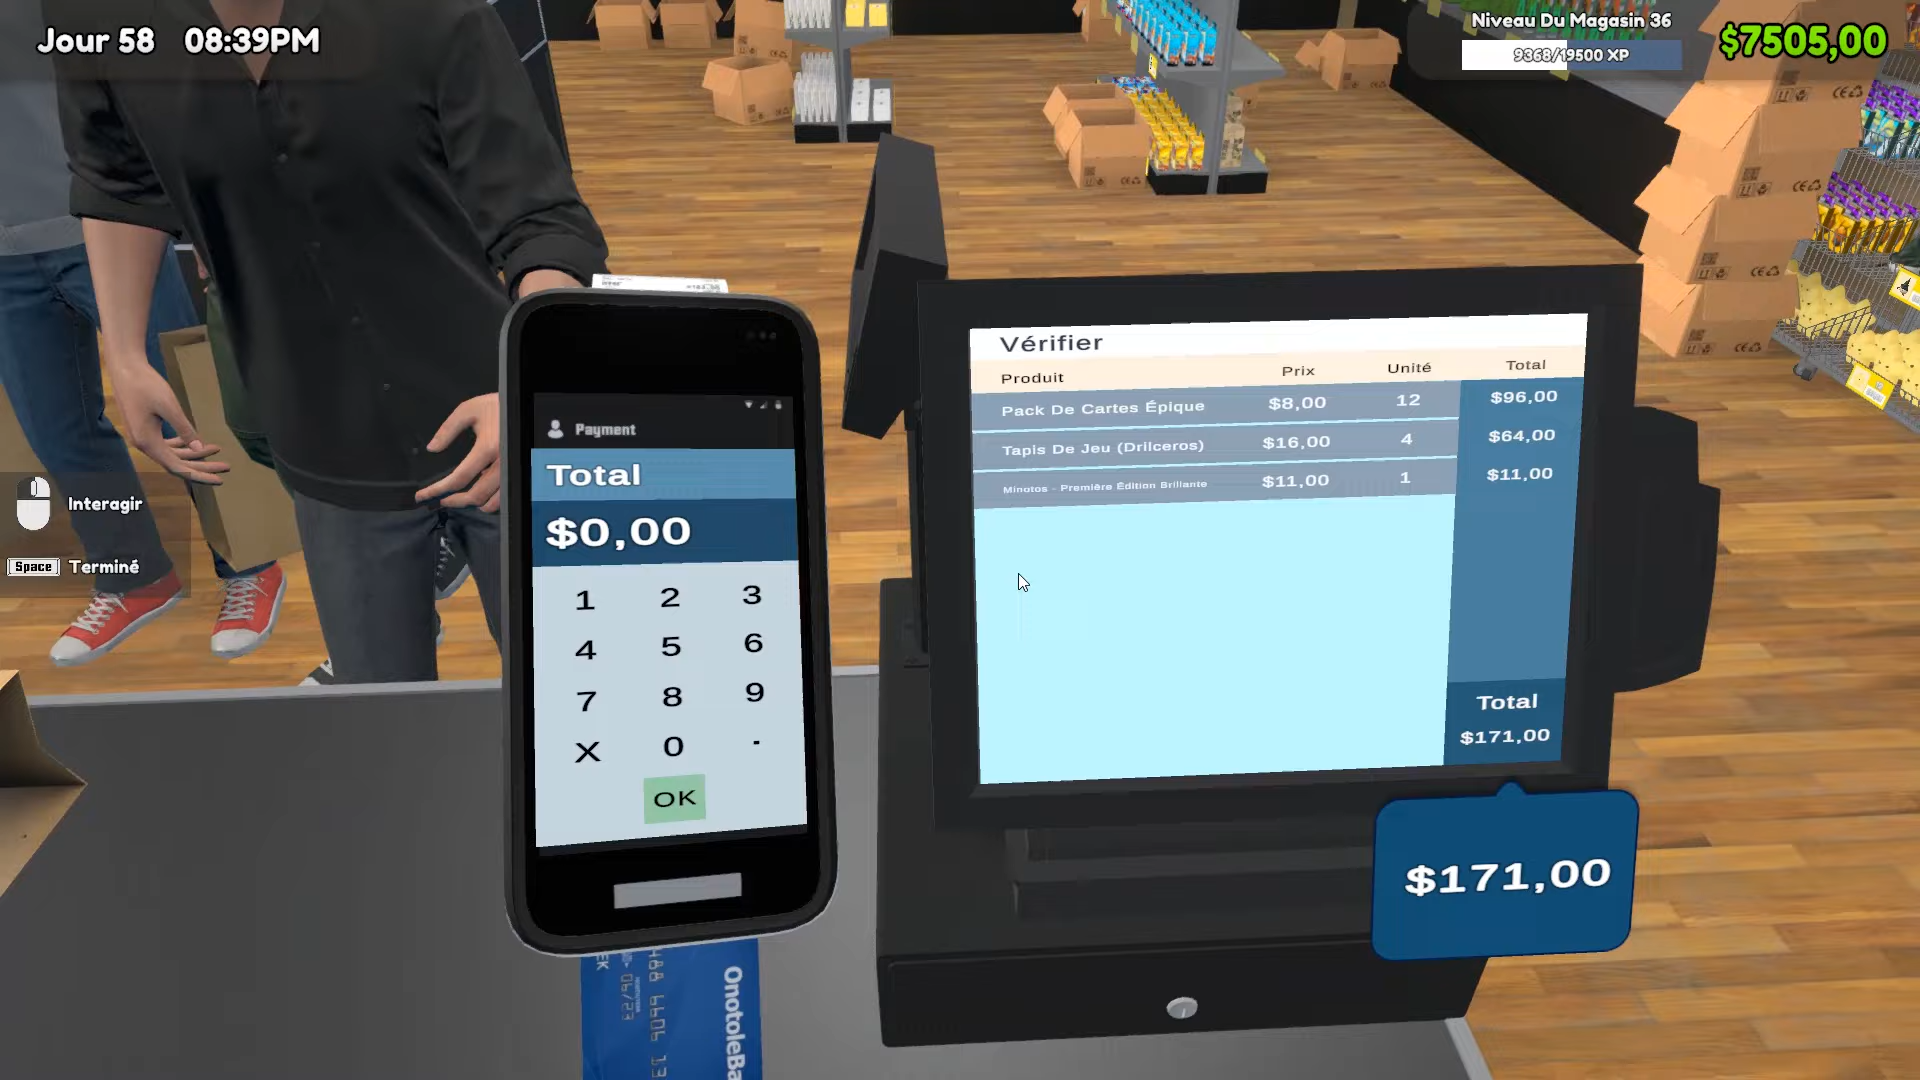 Jour 58 08:39PM
Niveau Du Magasin 36
9368/19500 XP
$7505,00
Interagir
Space Terminé
Payment
Total
$0,00
1 2 3
4 5 6
7 8 9
X 0 .
OK
Vérifier
Produit Prix Unité Total
Pack De Cartes Épique $8,00 12 $96,00
Tapis De Jeu (Drilceros) $16,00 4 $64,00
Minotos - Première Édition Brillante $11,00 1 $11,00
Total
$171,00
$171,00
OnotoleBa
06/23